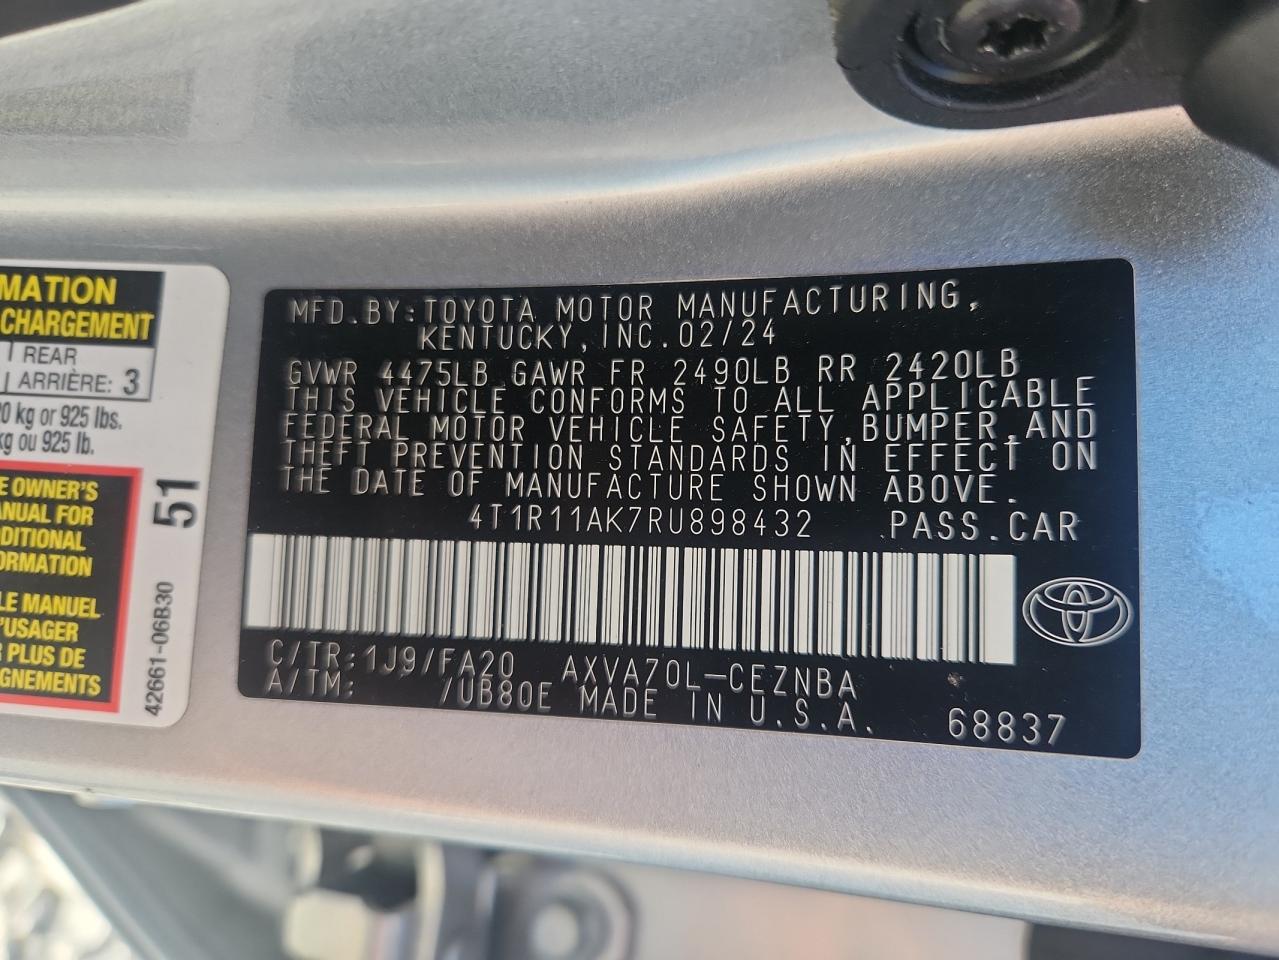 MATION
CHARGEMENT
REAR
ARRIÈRE: 3
0 kg or 925 lbs.
kg ou 925 lb.
E OWNER'S
ANUAL FOR
DITIONAL
ORMATION
LE MANUEL
'USAGER
R PLUS DE
IGNEMENTS
51
42661-06B30
MFD.BY:TOYOTA MOTOR MANUFACTURING,
KENTUCKY,INC.02/24
GVWR 4475LB GAWR FR 2490LB RR 2420LB
THIS VEHICLE CONFORMS TO ALL APPLICABLE
FEDERAL MOTOR VEHICLE SAFETY,BUMPER,AND
THEFT PREVENTION STANDARDS IN EFFECT ON
THE DATE OF MANUFACTURE SHOWN ABOVE.
4T1R11AK7RU898432 PASS.CAR
C/TR:1J9/FA20 AXVA70L-CEZNBA
A/TM: /UB80E MADE IN U.S.A. 68837